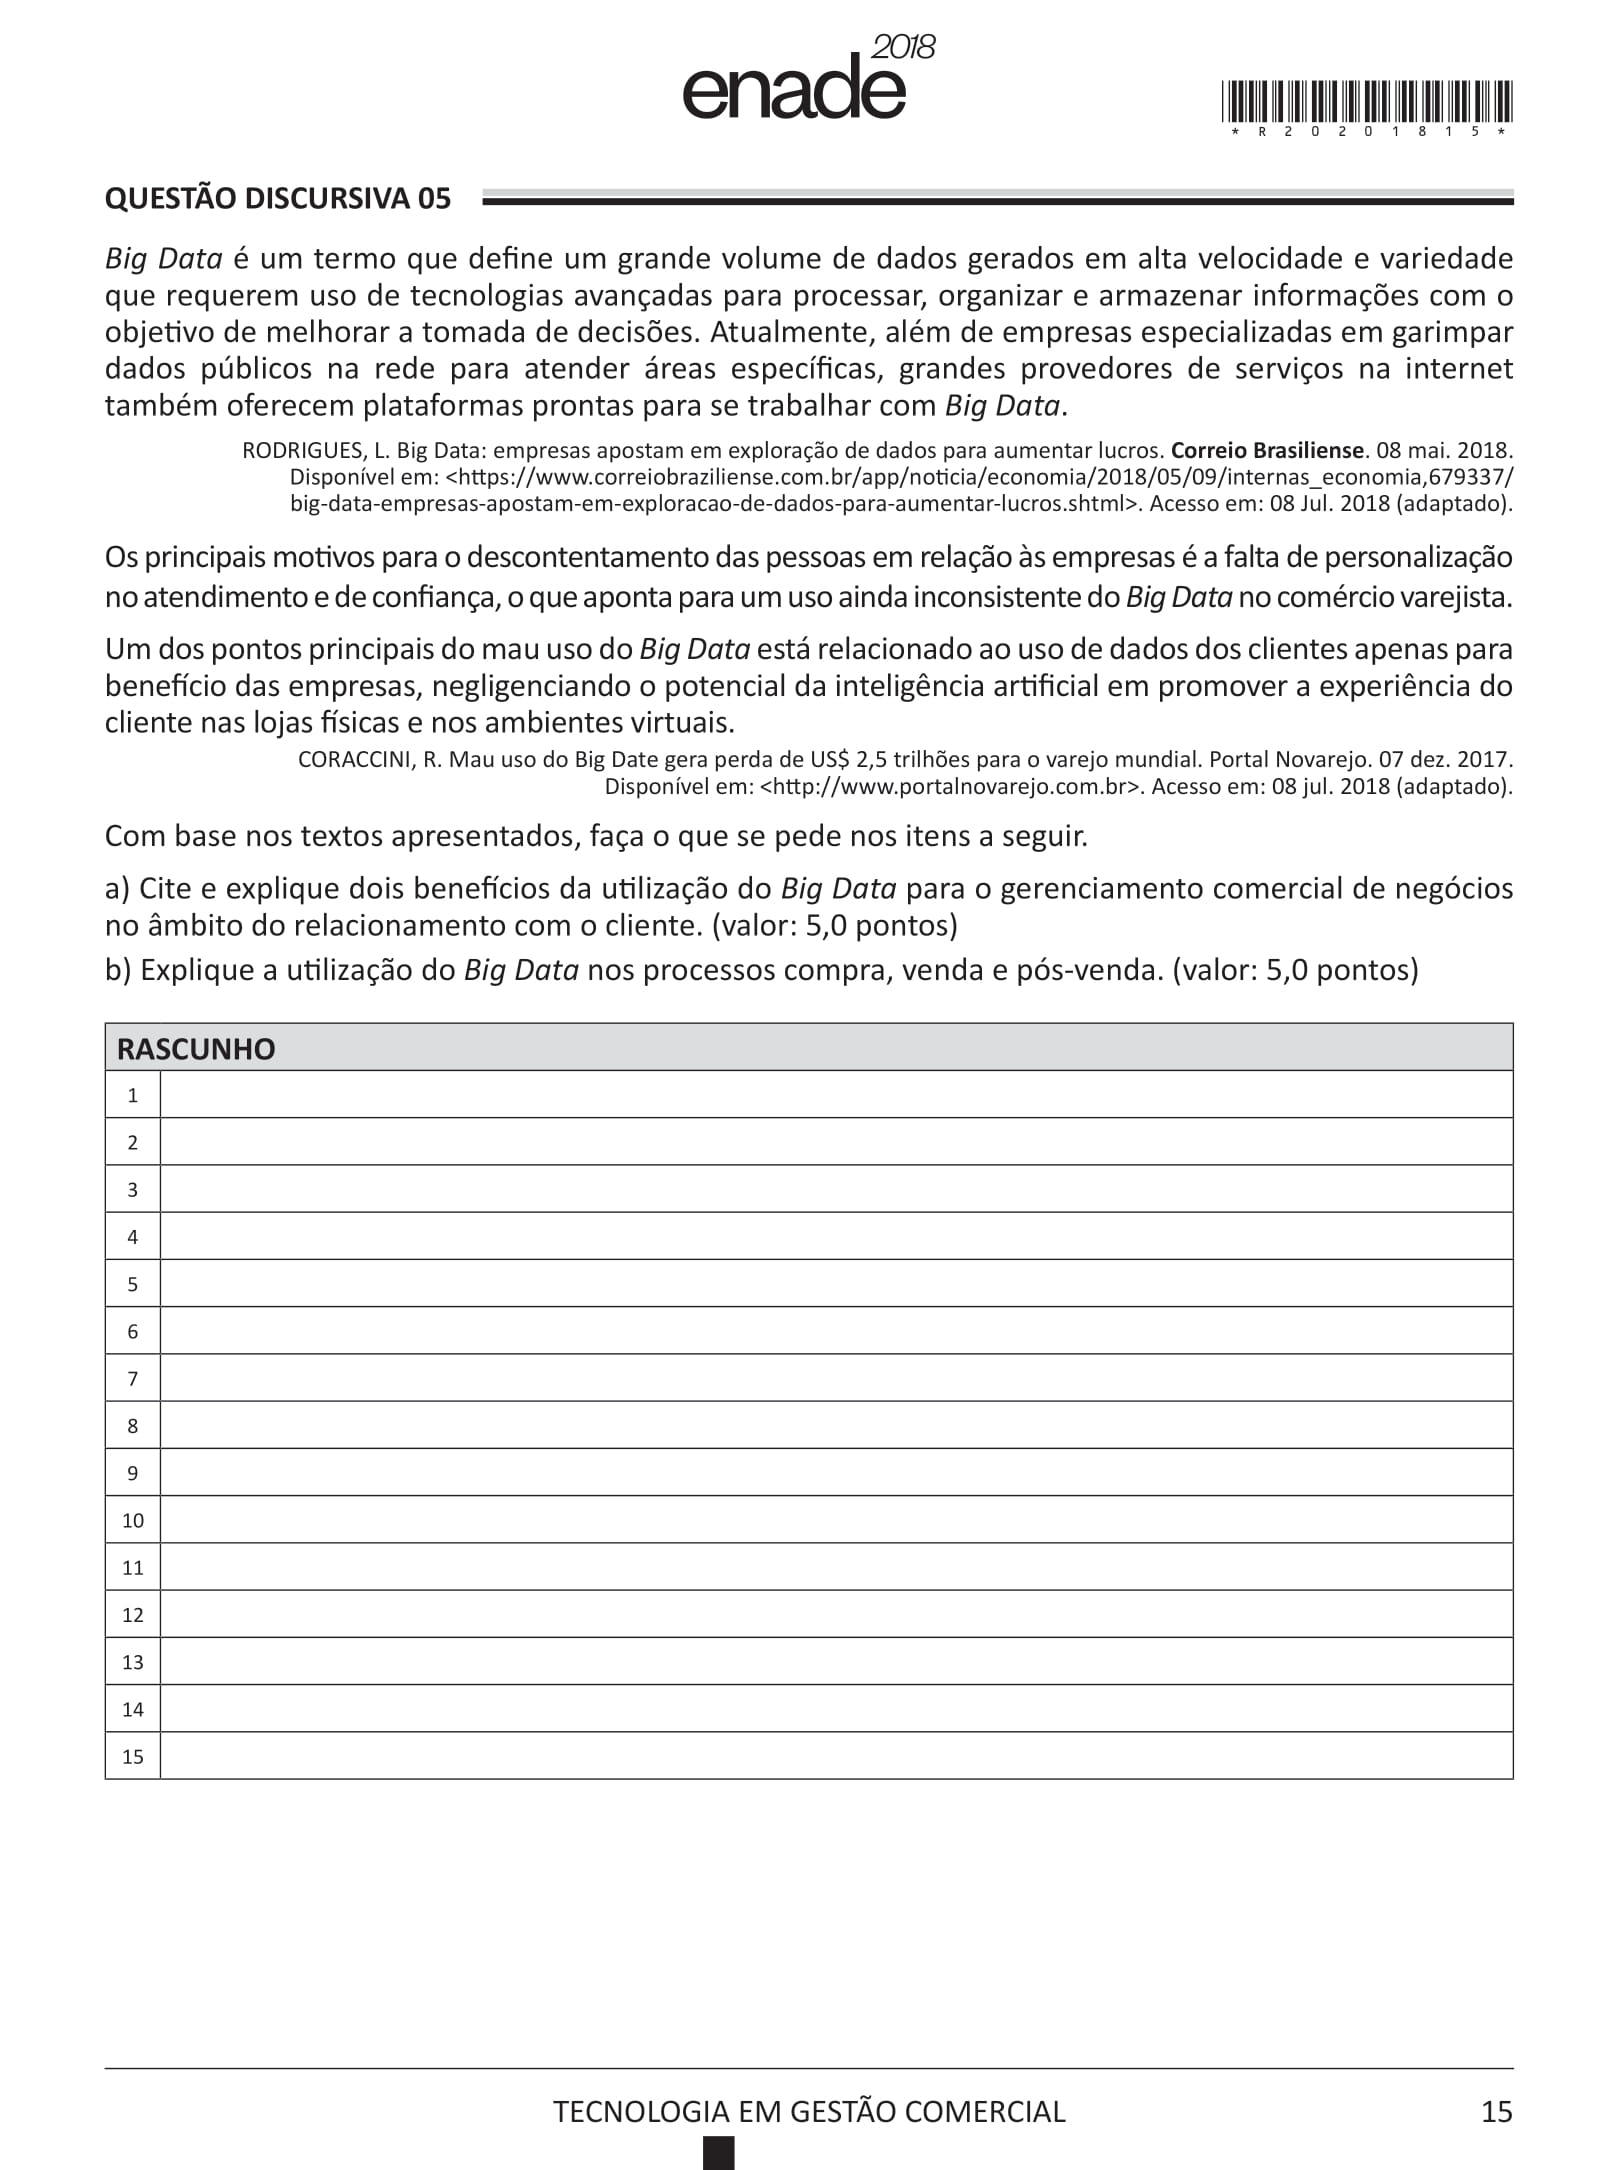 enade 2018
*R20201815*
QUESTÃO DISCURSIVA 05
Big Data é um termo que define um grande volume de dados gerados em alta velocidade e variedade
que requerem uso de tecnologias avançadas para processar, organizar e armazenar informações com o
objetivo de melhorar a tomada de decisões. Atualmente, além de empresas especializadas em garimpar
dados públicos na rede para atender áreas específicas, grandes provedores de serviços na internet
também oferecem plataformas prontas para se trabalhar com Big Data.
RODRIGUES, L. Big Data: empresas apostam em exploração de dados para aumentar lucros. Correio Brasiliense. 08 mai. 2018.
Disponível em: <https://www.correiobraziliense.com.br/app/noticia/economia/2018/05/09/internas_economia,679337/
big-data-empresas-apostam-em-exploracao-de-dados-para-aumentar-lucros.shtml>. Acesso em: 08 Jul. 2018 (adaptado).
Os principais motivos para o descontentamento das pessoas em relação às empresas é a falta de personalização
no atendimento e de confiança, o que aponta para um uso ainda inconsistente do Big Data no comércio varejista.
Um dos pontos principais do mau uso do Big Data está relacionado ao uso de dados dos clientes apenas para
benefício das empresas, negligenciando o potencial da inteligência artificial em promover a experiência do
cliente nas lojas físicas e nos ambientes virtuais.
CORACCINI, R. Mau uso do Big Date gera perda de US$ 2,5 trilhões para o varejo mundial. Portal Novarejo. 07 dez. 2017.
Disponível em: <http://www.portalnovarejo.com.br>. Acesso em: 08 jul. 2018 (adaptado).
Com base nos textos apresentados, faça o que se pede nos itens a seguir.
a) Cite e explique dois benefícios da utilização do Big Data para o gerenciamento comercial de negócios
no âmbito do relacionamento com o cliente. (valor: 5,0 pontos)
b) Explique a utilização do Big Data nos processos compra, venda e pós-venda. (valor: 5,0 pontos)
RASCUNHO
1
2
3
4
5
6
7
8
9
10
11
12
13
14
15
TECNOLOGIA EM GESTÃO COMERCIAL
15